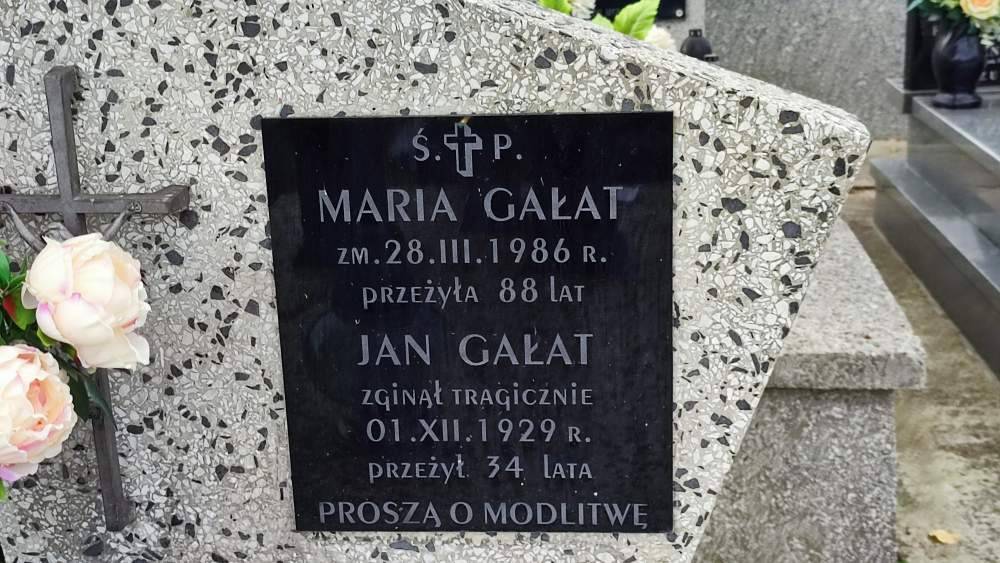 Ś. P.
MARIA GAŁAT
ZM. 28.III.1986 R.
PRZEŻYŁA 88 LAT
JAN GAŁAT
ZGINĄŁ TRAGICZNIE
01.XII.1929 R.
PRZEŻYŁ 34 LATA
PROSZĄ O MODLITWĘ